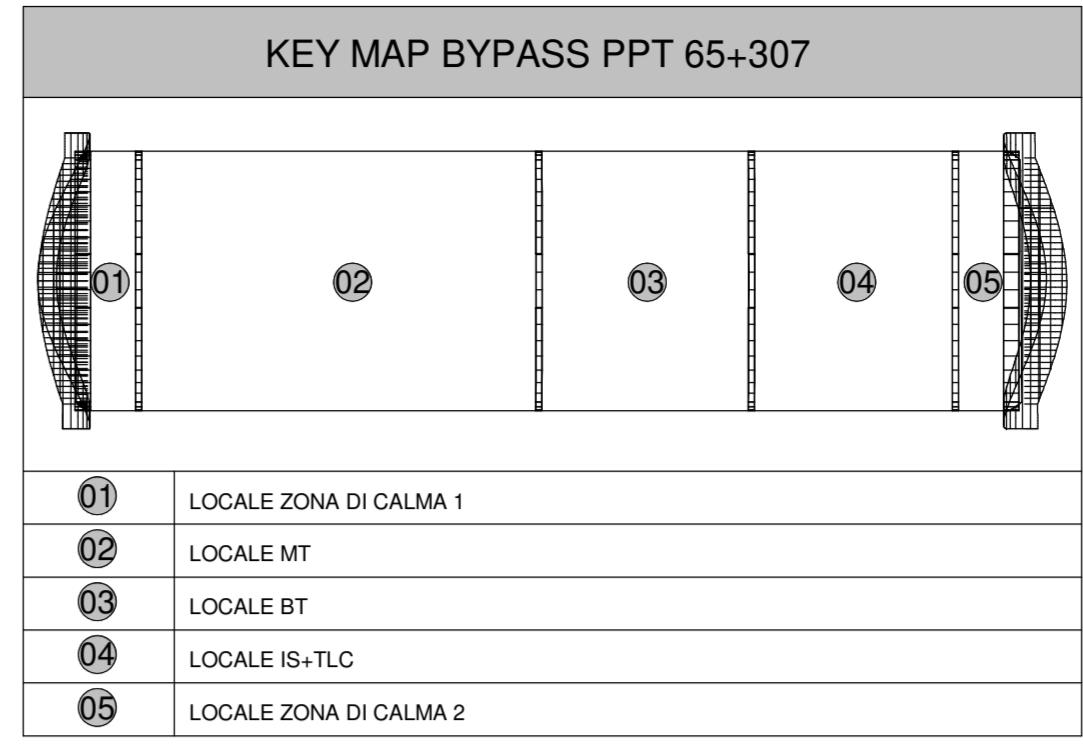 KEY MAP BYPASS PPT 65+307
01 02 03 04 05
01 LOCALE ZONA DI CALMA 1
02 LOCALE MT
03 LOCALE BT
04 LOCALE IS+TLC
05 LOCALE ZONA DI CALMA 2